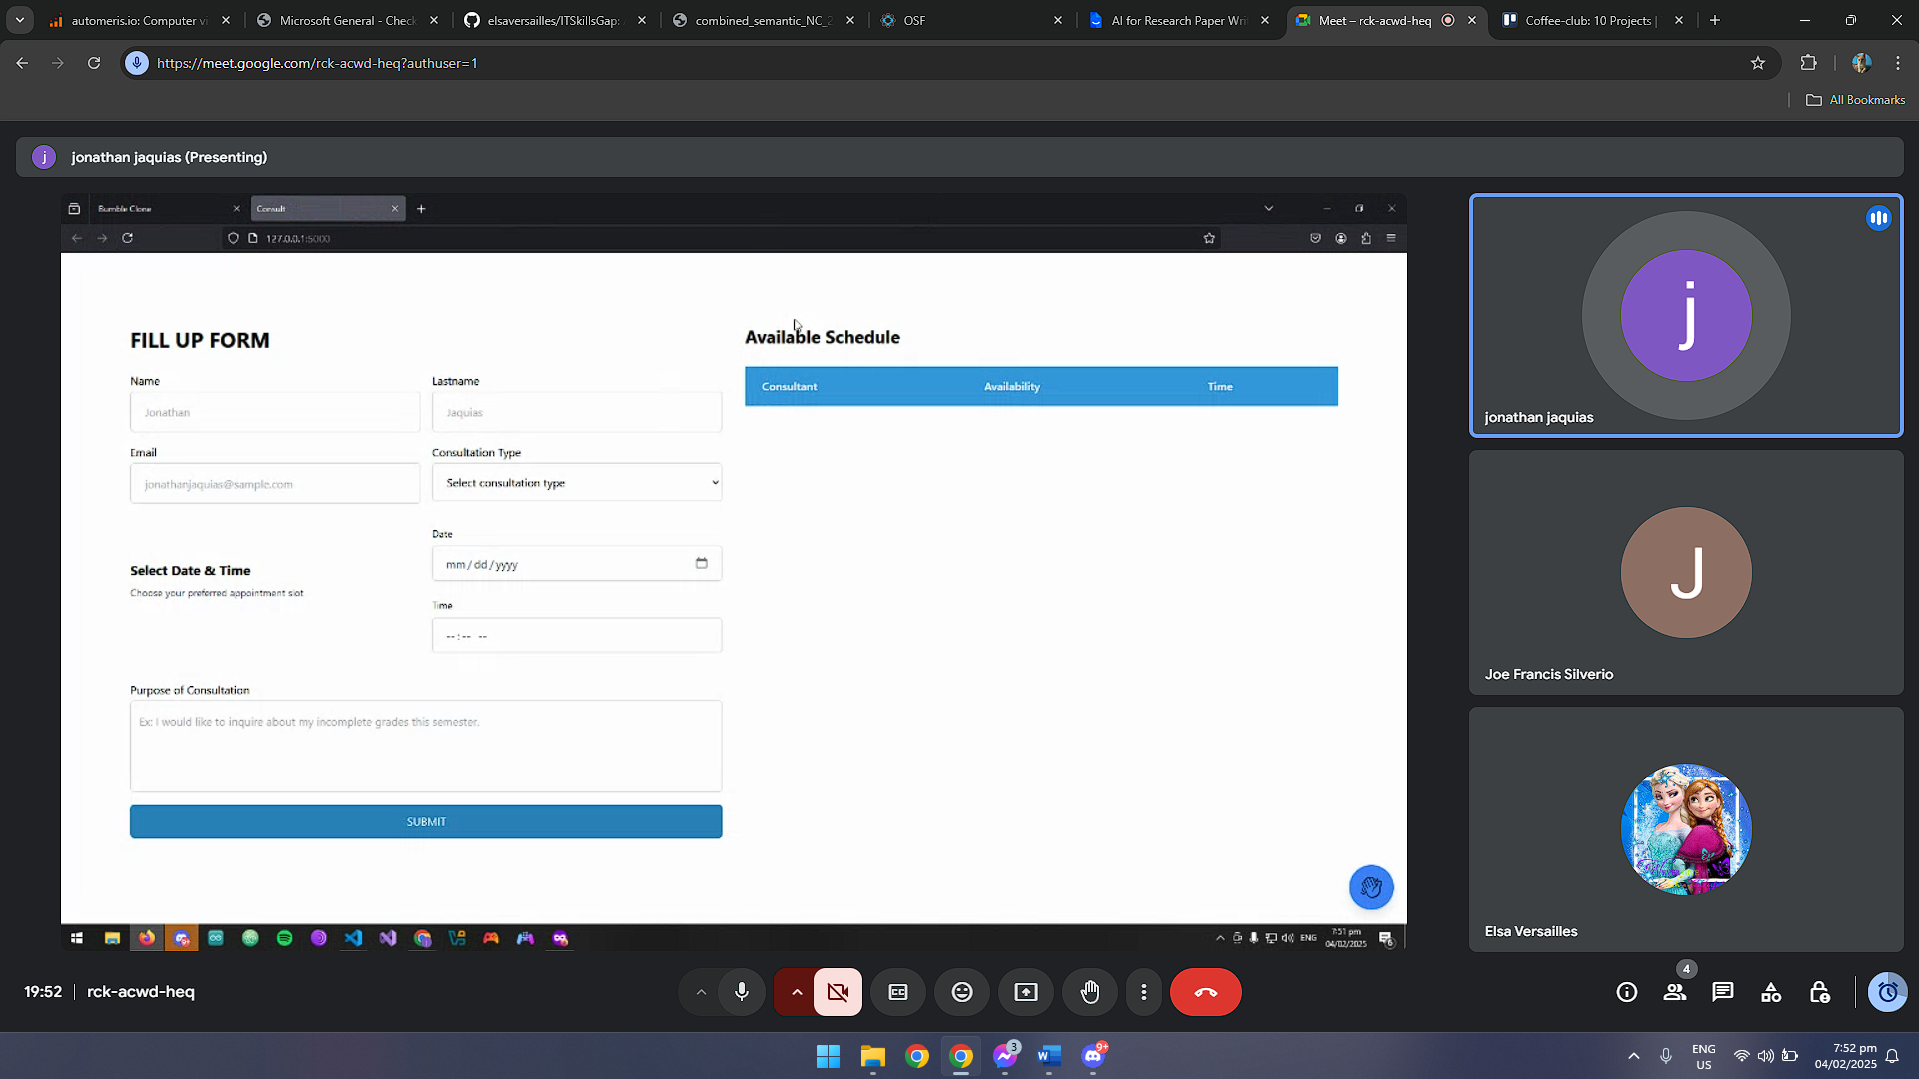 automeris.io: Computer vi
Microsoft General - Check
elsaversailles/ITSkillsGap:
combined_semantic_NC_2
OSF
AI for Research Paper Wri
Meet – rck-acwd-heq
Coffee-club: 10 Projects |
https://meet.google.com/rck-acwd-heq?authuser=1
All Bookmarks
j
jonathan jaquias (Presenting)
Bumble Clone
Consult
127.0.0.1:5000
FILL UP FORM
Available Schedule
Name
Lastname
Consultant
Availability
Time
Jonathan
Jaquias
Email
Consultation Type
jonathanjaquias@sample.com
Select consultation type
Date
mm/dd/yyyy
Select Date & Time
Choose your preferred appointment slot
Time
--:-- --
Purpose of Consultation
Ex: I would like to inquire about my incomplete grades this semester.
SUBMIT
ENG
7:51 pm
04/02/2025
6
j
jonathan jaquias
J
Joe Francis Silverio
Elsa Versailles
19:52
rck-acwd-heq
4
3
9+
ENG
US
7:52 pm
04/02/2025